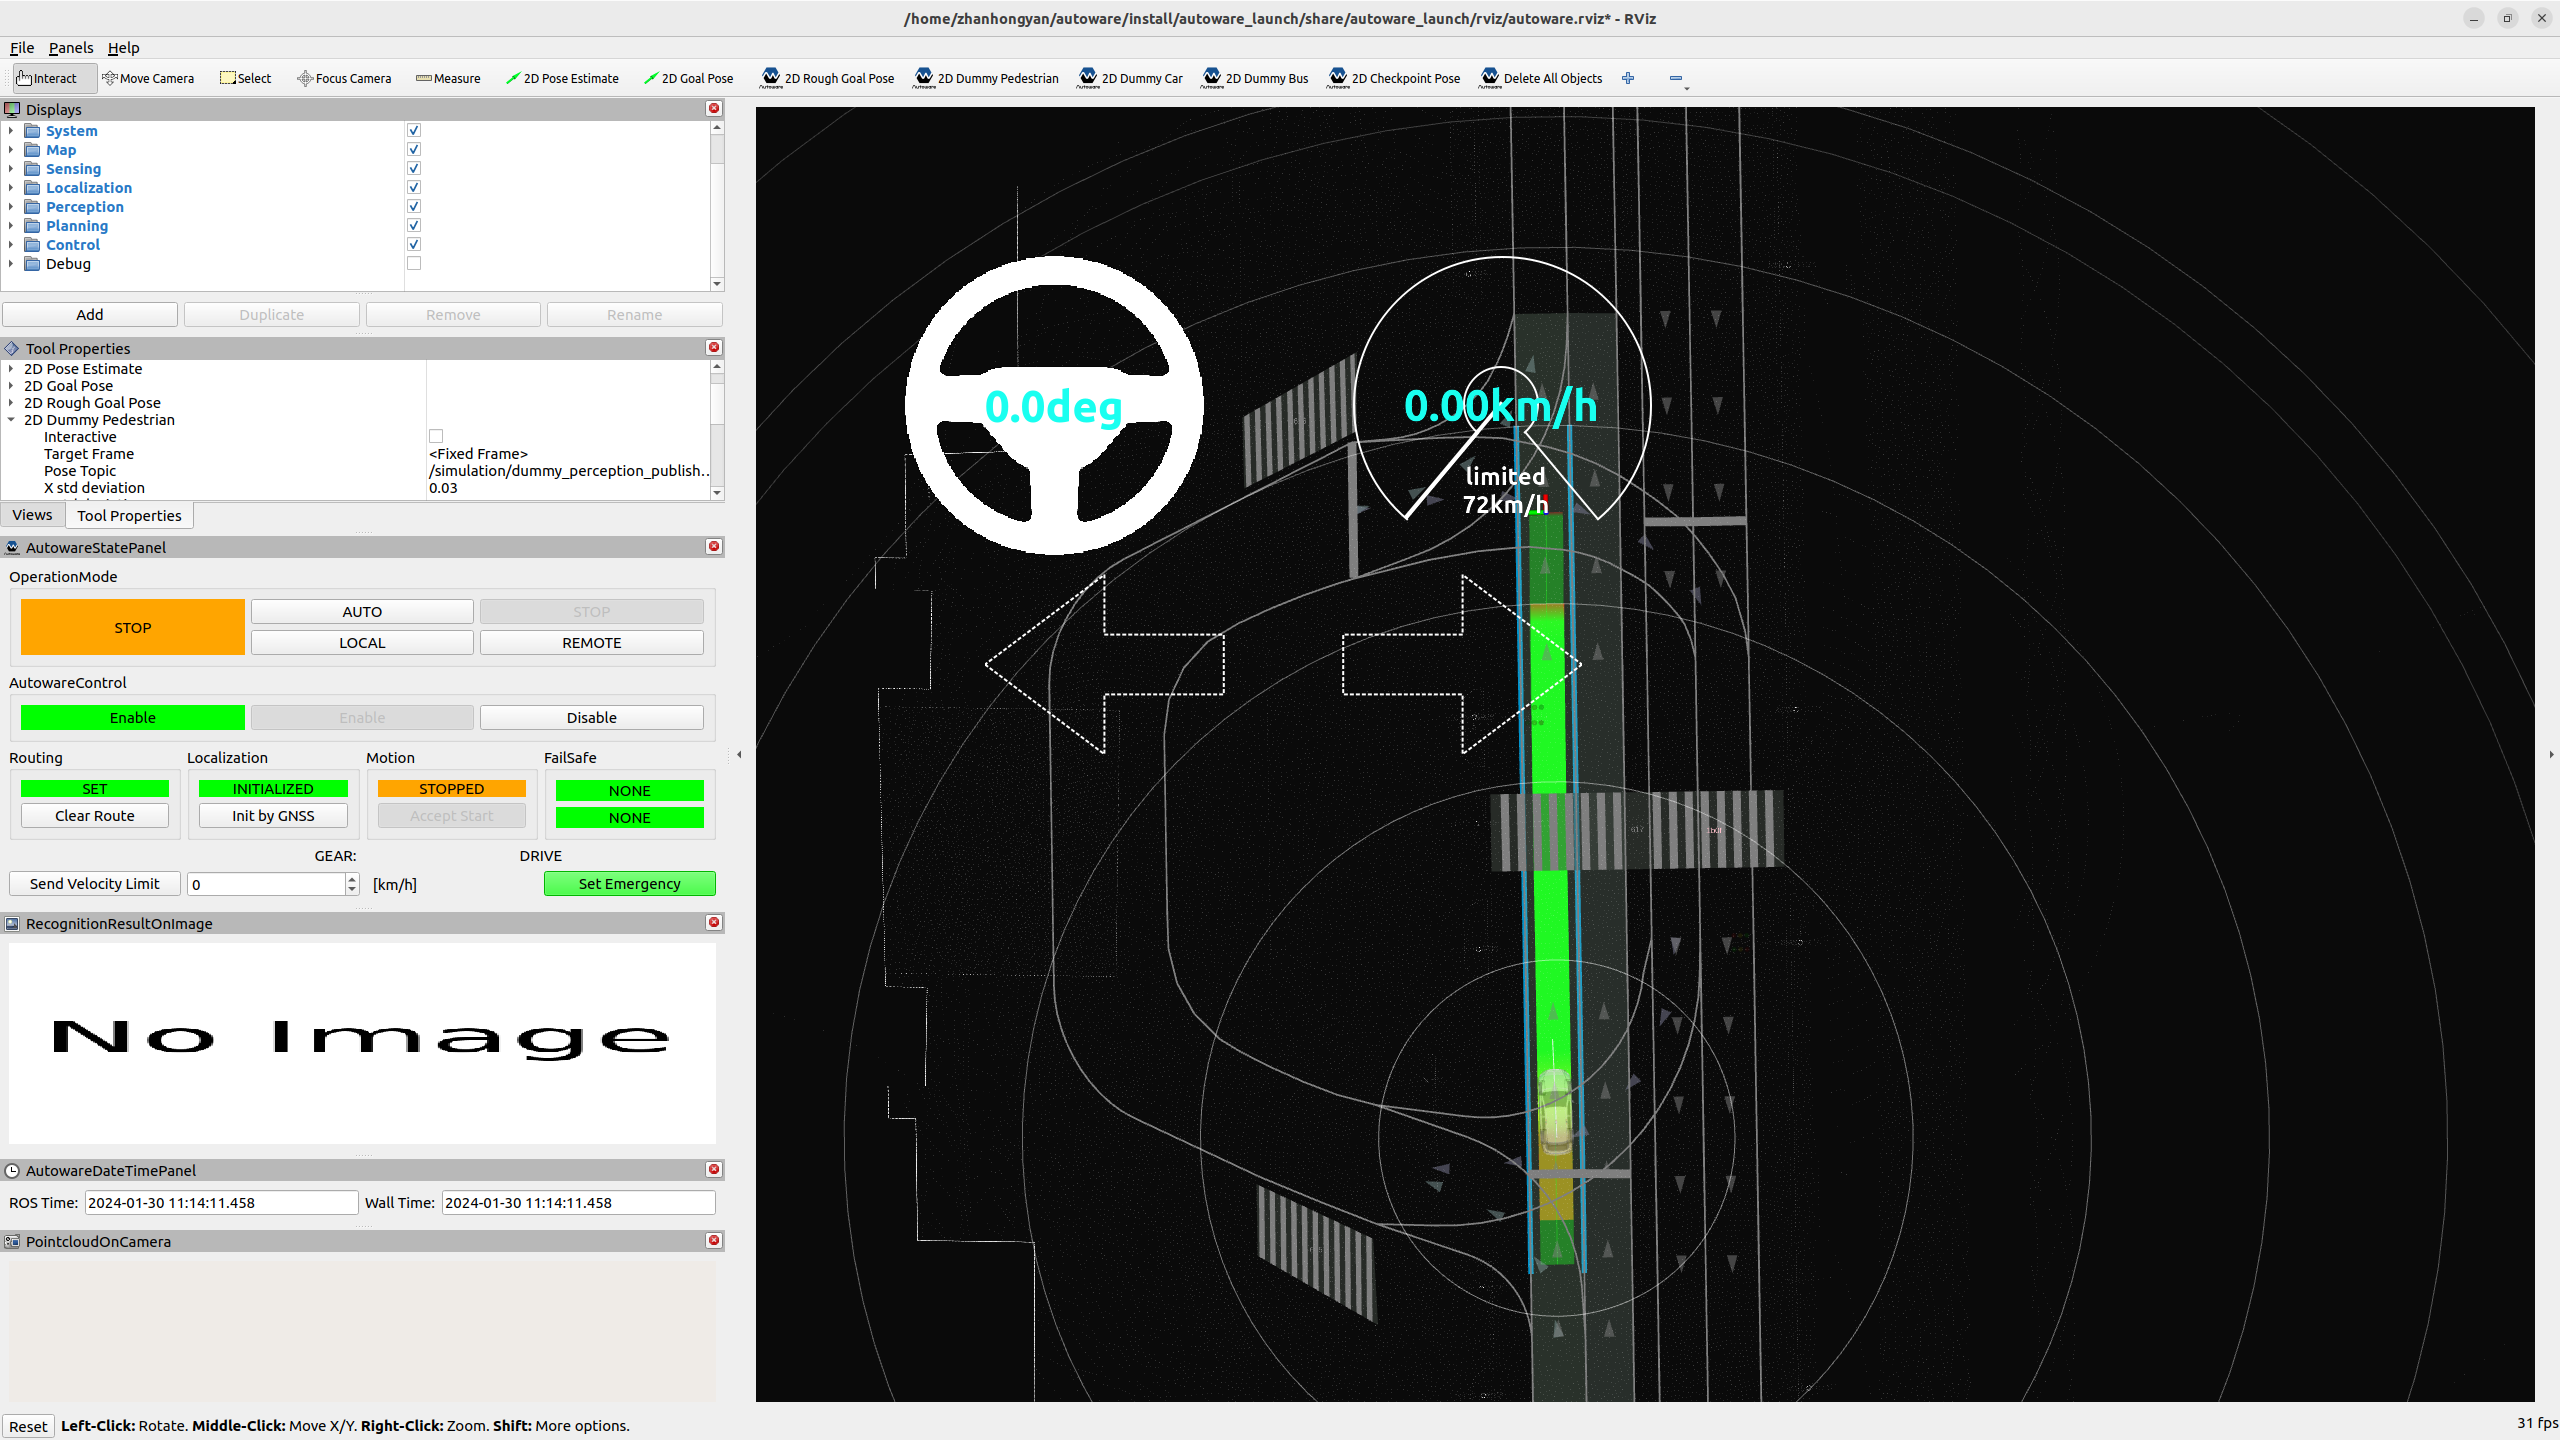 /home/zhanhongyan/autoware/install/autoware_launch/share/autoware_launch/rviz/autoware.rviz* - RViz
File Panels Help
Interact Move Camera Select Focus Camera Measure 2D Pose Estimate 2D Goal Pose 2D Rough Goal Pose 2D Dummy Pedestrian 2D Dummy Car 2D Dummy Bus 2D Checkpoint Pose Delete All Objects
Displays
System
Map
Sensing
Localization
Perception
Planning
Control
Debug
Add Duplicate Remove Rename
Tool Properties
2D Pose Estimate
2D Goal Pose
2D Rough Goal Pose
2D Dummy Pedestrian
Interactive
Target Frame <Fixed Frame>
Pose Topic /simulation/dummy_perception_publish...
X std deviation 0.03
Views Tool Properties
AutowareStatePanel
OperationMode
STOP AUTO STOP
LOCAL REMOTE
AutowareControl
Enable Enable Disable
Routing Localization Motion FailSafe
SET INITIALIZED STOPPED NONE
Clear Route Init by GNSS Accept Start NONE
GEAR: DRIVE
Send Velocity Limit 0 [km/h] Set Emergency
RecognitionResultOnImage
No Image
AutowareDateTimePanel
ROS Time: 2024-01-30 11:14:11.458 Wall Time: 2024-01-30 11:14:11.458
PointcloudOnCamera
Reset Left-Click: Rotate. Middle-Click: Move X/Y. Right-Click: Zoom. Shift: More options.
31 fps
0.0deg
0.00km/h
limited
72km/h
617